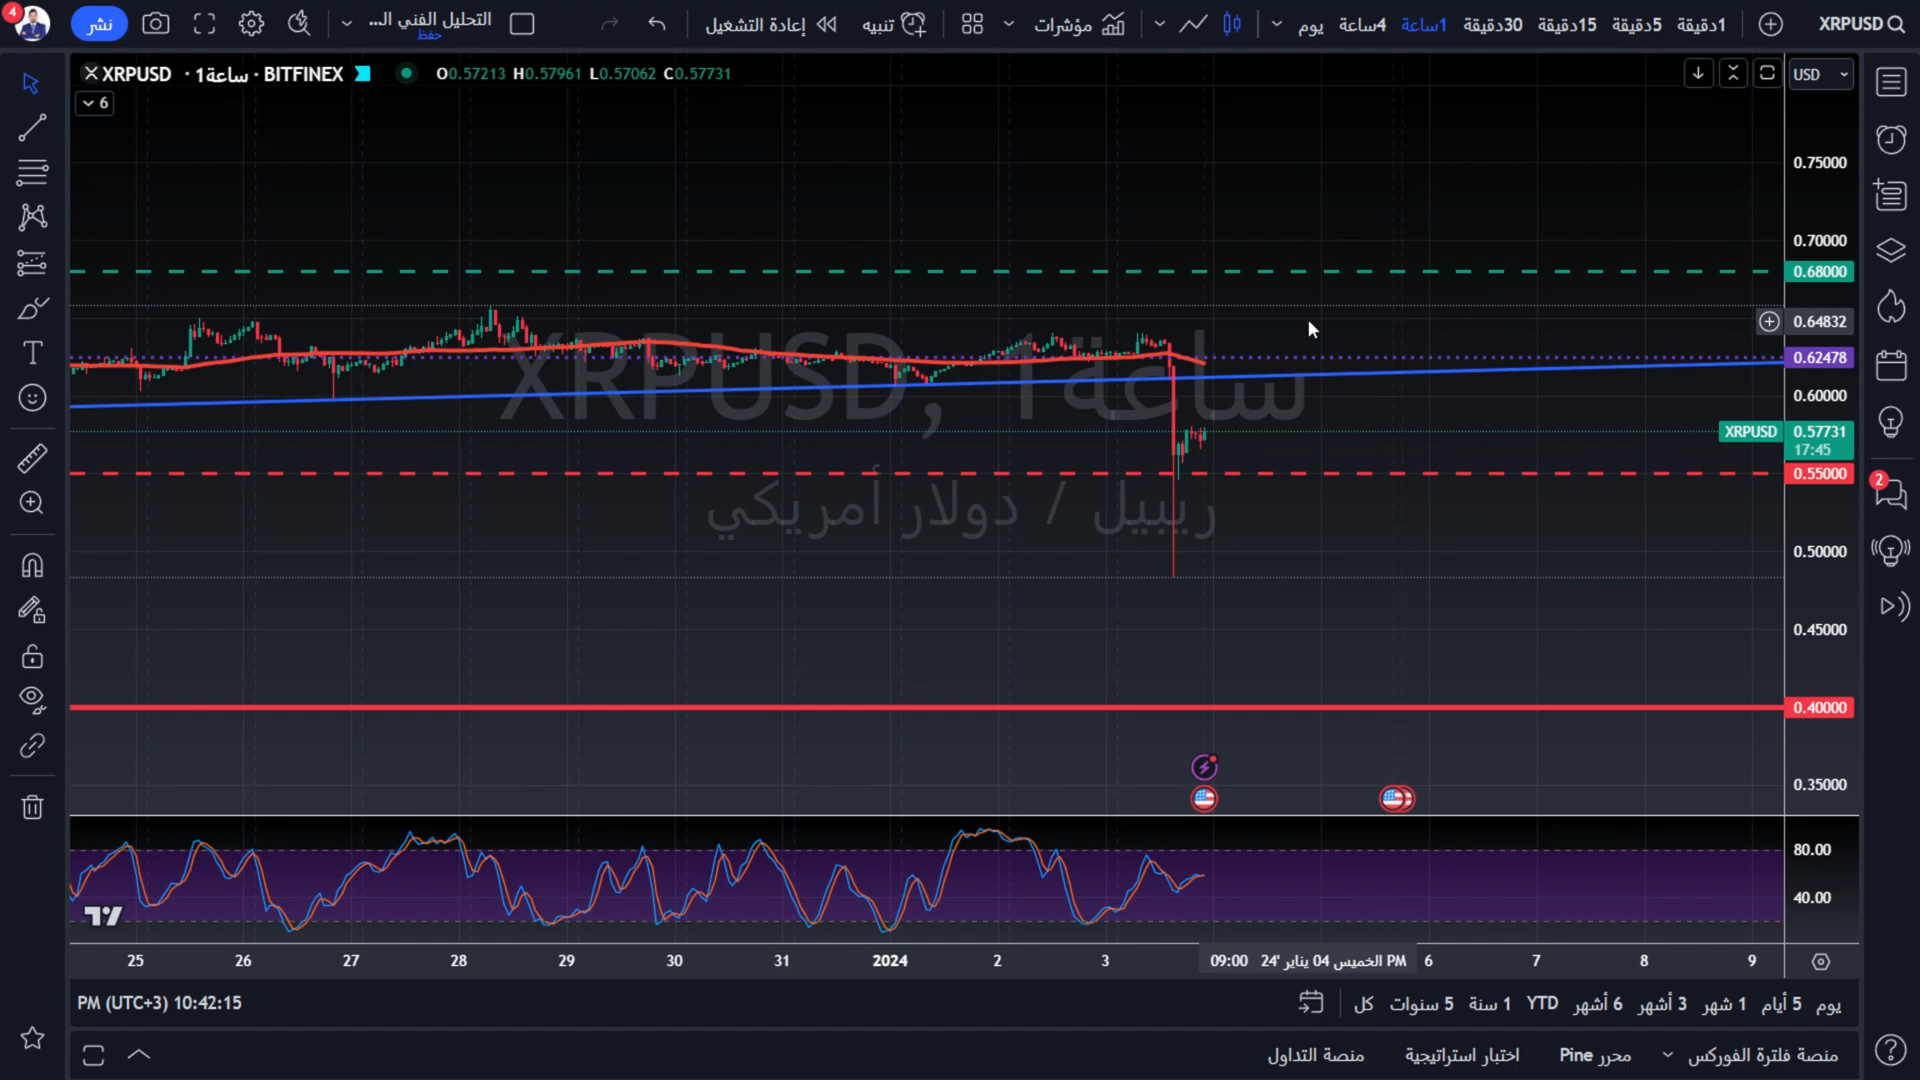 4
نشر
التحليل الفني الـ...
حفظ
إعادة التشغيل
تنبيه
مؤشرات
يوم
4ساعة
1ساعة
30دقيقة
15دقيقة
5دقيقة
1دقيقة
XRPUSD
XRPUSD · 1ساعة · BITFINEX
O0.57213 H0.57961 L0.57062 C0.57731
6
USD
0.75000
0.70000
0.68000
0.64832
0.62478
0.60000
XRPUSD
0.57731
17:45
0.55000
0.50000
0.45000
0.40000
0.35000
XRPUSD, 1ساعة
ريبيل / دولار أمريكي
2
80.00
40.00
25 26 27 28 29 30 31 2024 2 3
09:00 PM الخميس 04 يناير '24
6 7 8 9
10:42:15 PM (UTC+3)
يوم
5 أيام
1 شهر
3 أشهر
6 أشهر
YTD
1 سنة
5 سنوات
كل
منصة فلترة الفوركس
محرر Pine
اختبار استراتيجية
منصة التداول